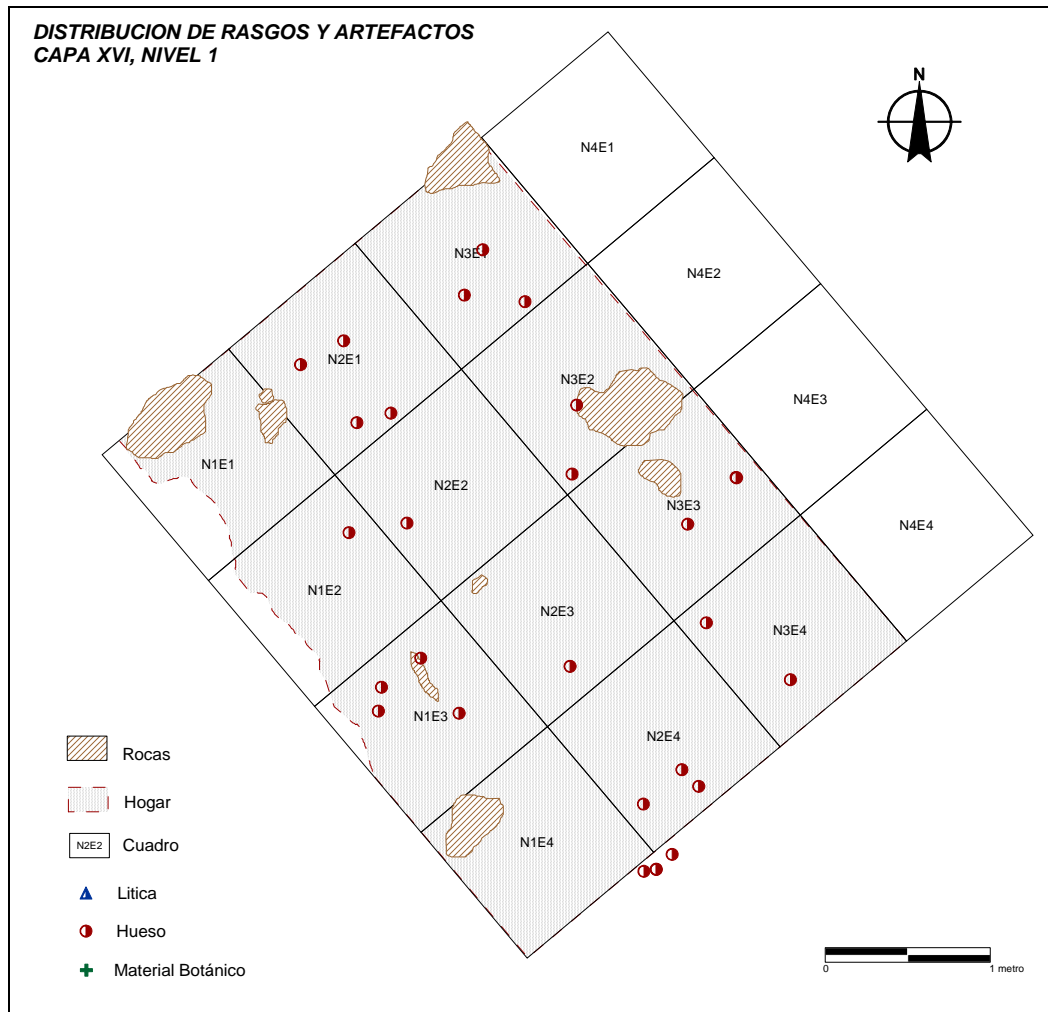 DISTRIBUCION DE RASGOS Y ARTEFACTOS
CAPA XVI, NIVEL 1
N
N4E1
N3E1
N4E2
N2E1
N3E2
N4E3
N1E1
N2E2
N3E3
N4E4
N1E2
N2E3
N3E4
N1E3
N2E4
N1E4
Rocas
Hogar
N2E2 Cuadro
Litica
Hueso
Material Botánico
0 1 metro